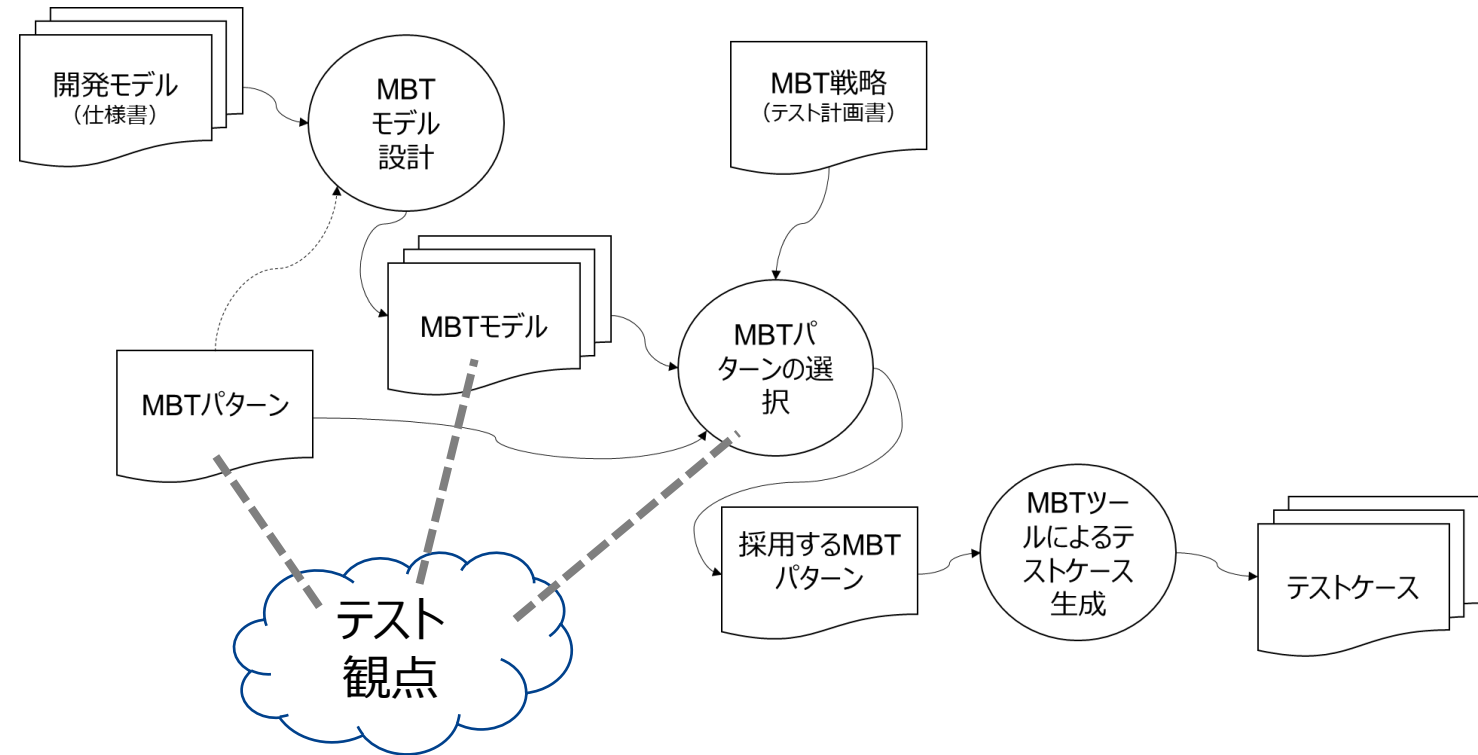 開発モデル
（仕様書）
MBT
モデル
設計
MBT戦略
（テスト計画書）
MBTモデル
MBTパ
ターンの選
択
MBTパターン
採用するMBT
パターン
MBTツー
ルによるテ
ストケース
生成
テストケース
テスト
観点